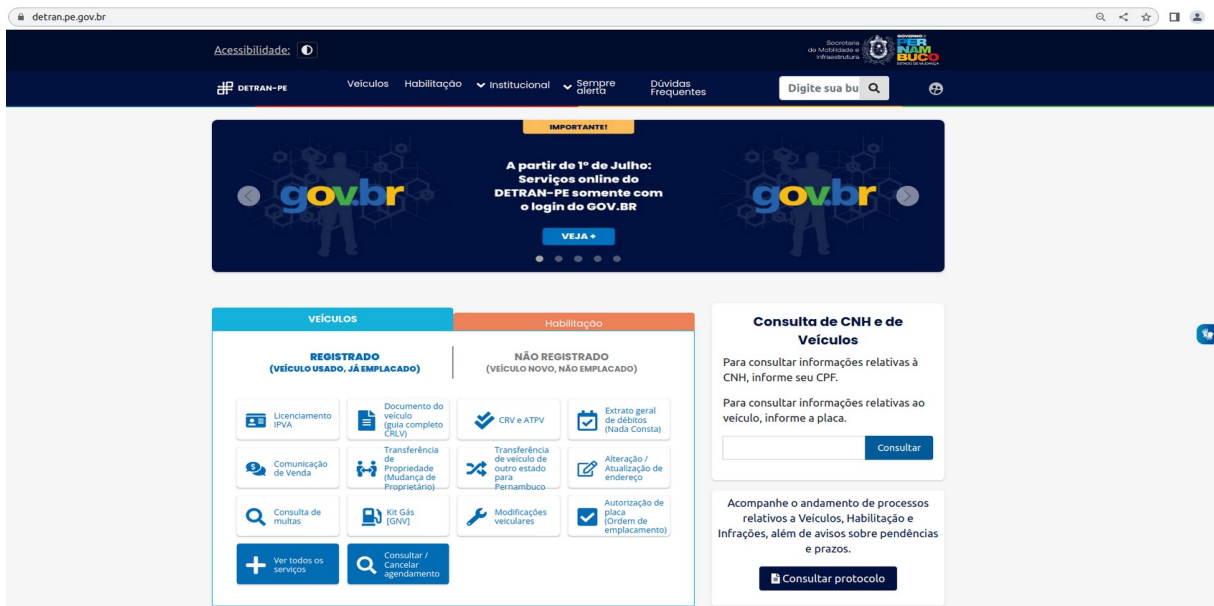 detran.pe.gov.br
Acessibilidade:
Secretaria
de Mobilidade e
Infraestrutura
GOVERNO DE
PER
NAM
BUCO
ESTADO DE MUDANÇA
DETRAN-PE
Veículos
Habilitação
Institucional
Sempre
alerta
Dúvidas
Frequentes
Digite sua bu
IMPORTANTE!
gov.br
A partir de 1º de Julho:
Serviços online do
DETRAN-PE somente com
o login do GOV.BR
gov.br
VEJA +
VEÍCULOS
Habilitação
REGISTRADO
(VEÍCULO USADO, JÁ EMPLACADO)
NÃO REGISTRADO
(VEÍCULO NOVO, NÃO EMPLACADO)
Licenciamento
IPVA
Documento do
veículo
(guia completo
CRLV)
CRV e ATPV
Extrato geral
de débitos
(Nada Consta)
Comunicação
de Venda
Transferência
de
Propriedade
(Mudança de
Proprietário)
Transferência
de veículo de
outro estado
para
Pernambuco
Alteração /
Atualização de
endereço
Consulta de
multas
Kit Gás
[GNV]
Modificações
veiculares
Autorização de
placa
(Ordem de
emplacamento)
Ver todos os
serviços
Consultar /
Cancelar
agendamento
Consulta de CNH e de
Veículos
Para consultar informações relativas à
CNH, informe seu CPF.
Para consultar informações relativas ao
veículo, informe a placa.
Consultar
Acompanhe o andamento de processos
relativos a Veículos, Habilitação e
Infrações, além de avisos sobre pendências
e prazos.
Consultar protocolo